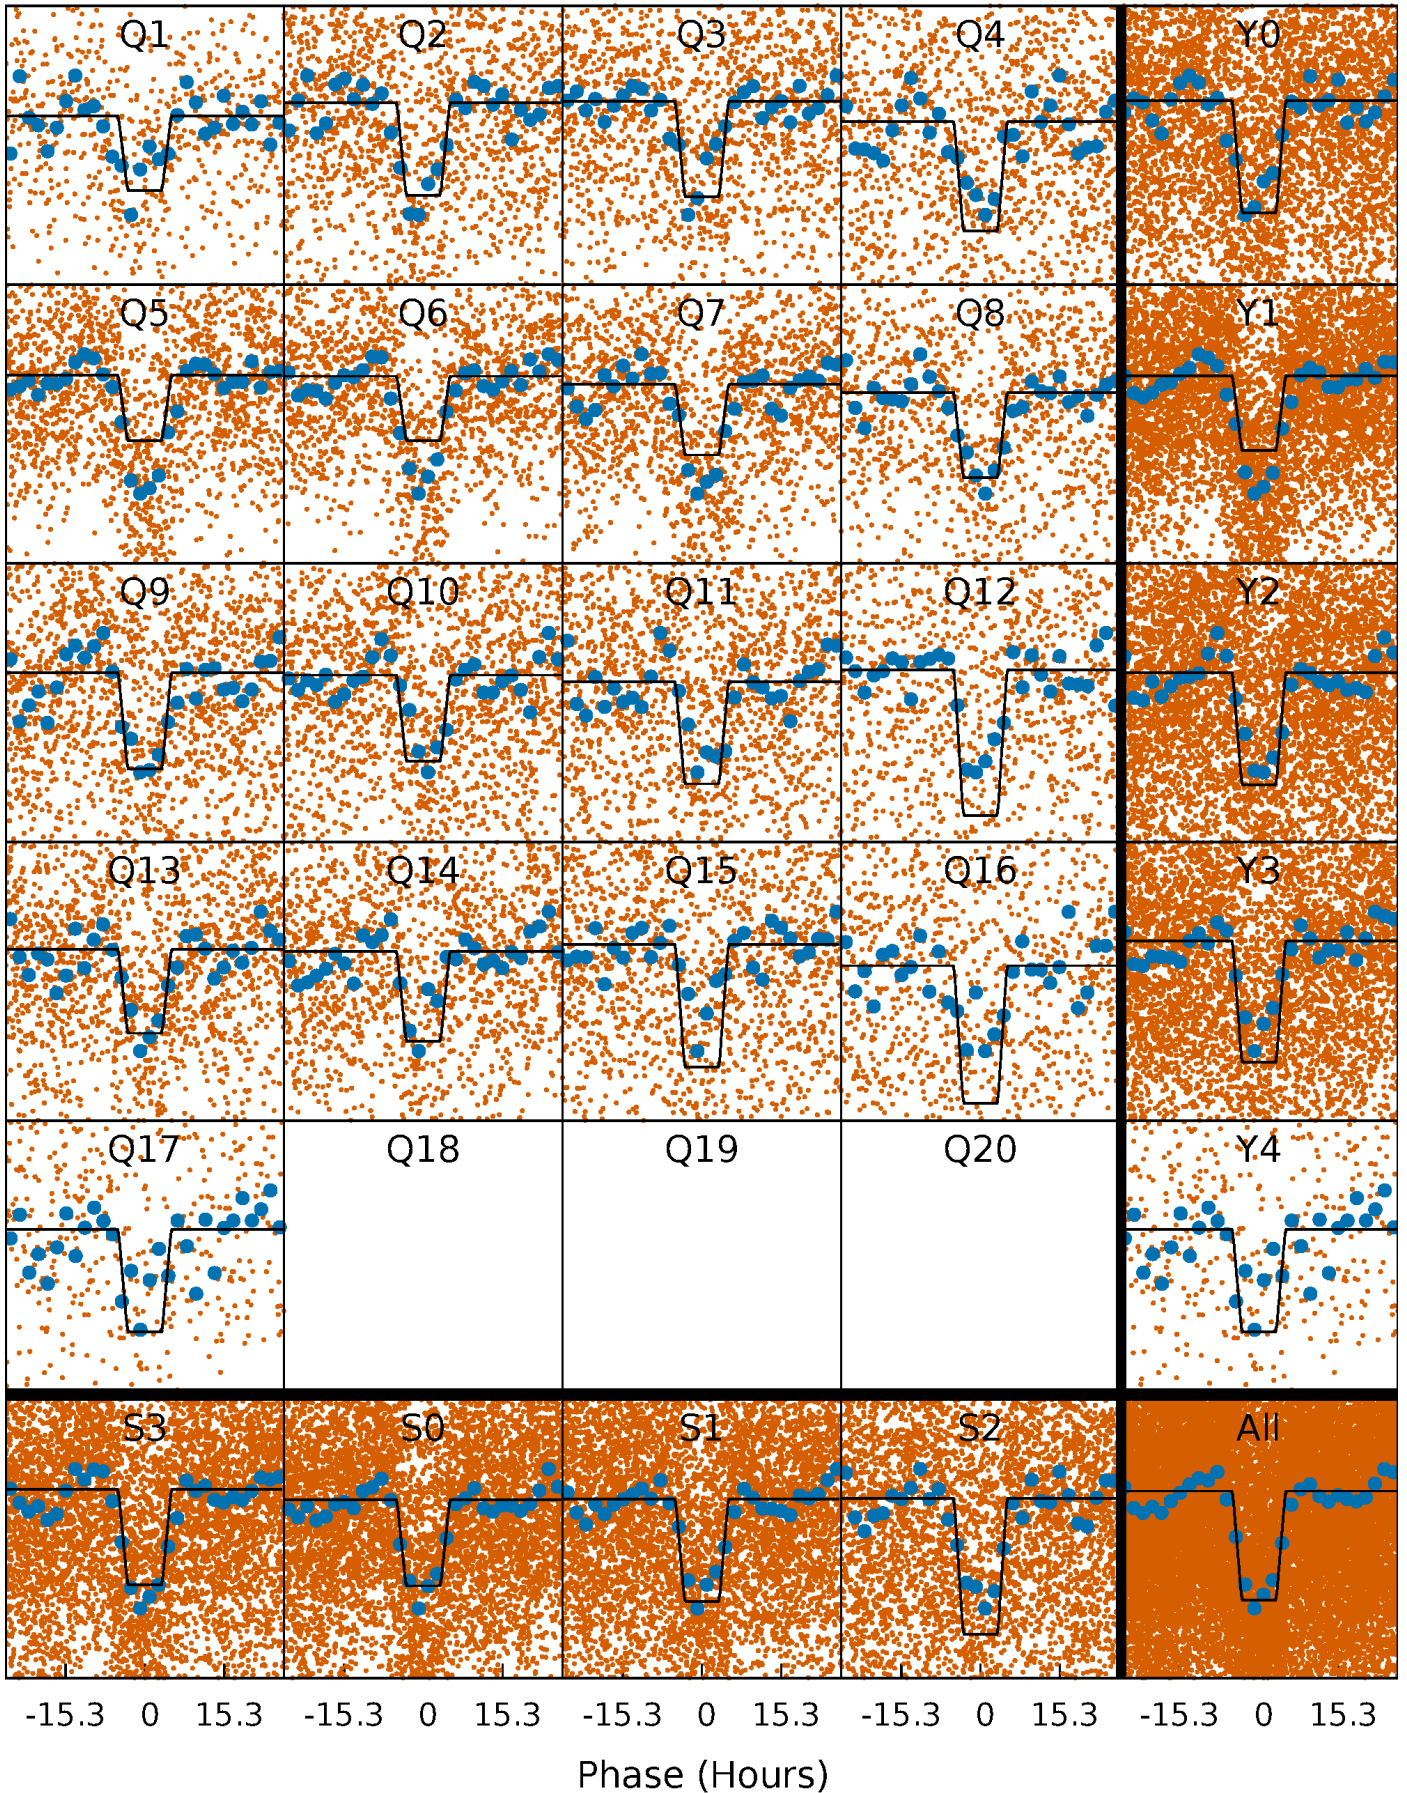 Q1 Q2 Q3 Q4 Y0
Q5 Q6 Q7 Q8 Y1
Q9 Q10 Q11 Q12 Y2
Q13 Q14 Q15 Q16 Y3
Q17 Q18 Q19 Q20 Y4
S3 S0 S1 S2 All
-15.3 0 15.3 -15.3 0 15.3 -15.3 0 15.3 -15.3 0 15.3 -15.3 0 15.3
Phase (Hours)